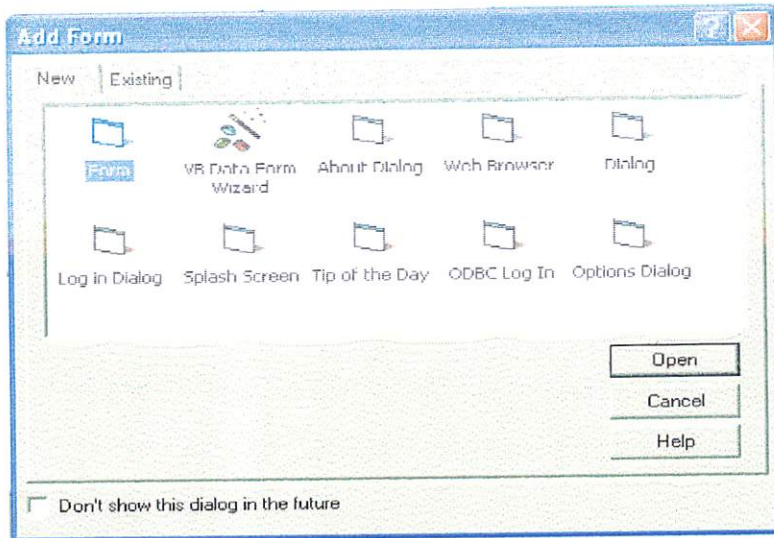 Add Form
New Existing
Form VB Data Form Wizard About Dialog Web Browser Dialog
Log in Dialog Splash Screen Tip of the Day ODBC Log In Options Dialog
Open
Cancel
Help
Don't show this dialog in the future